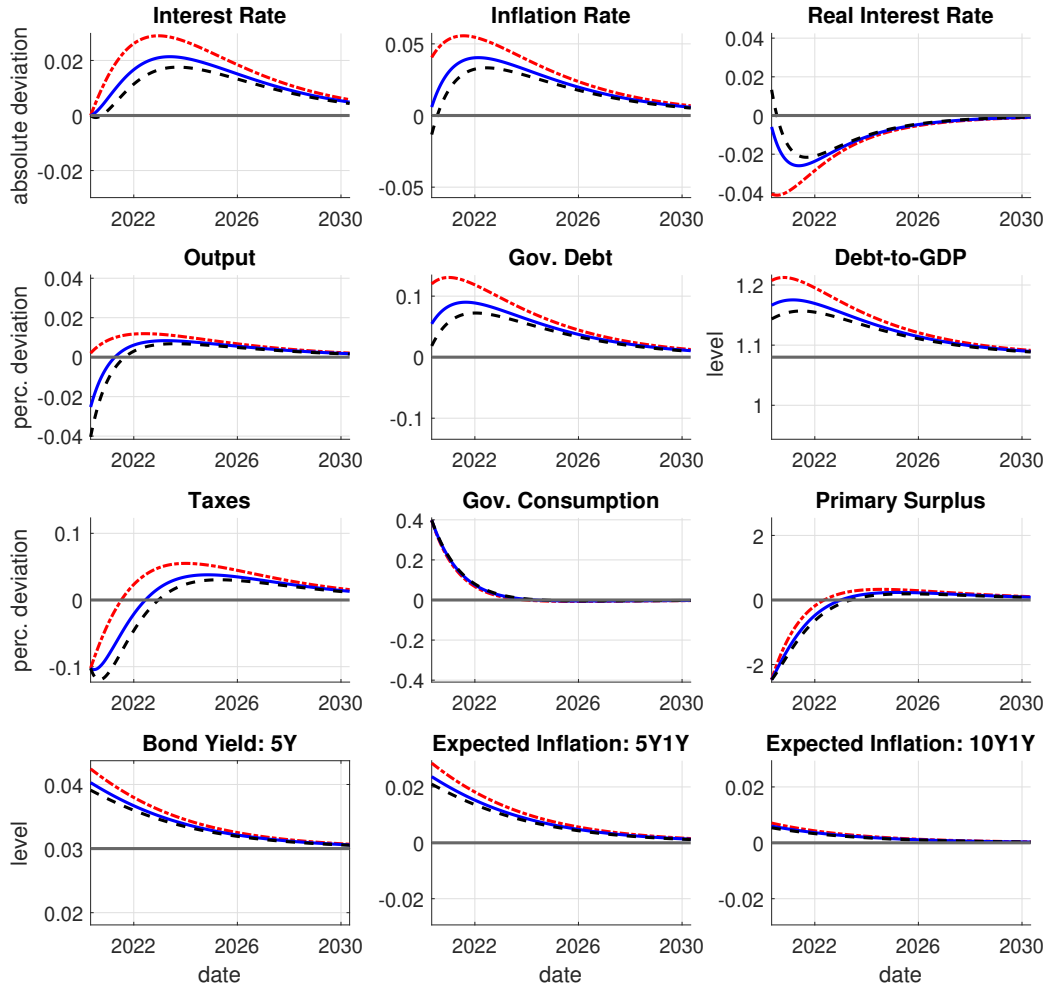 Interest Rate
Inflation Rate
Real Interest Rate
absolute deviation
0.02
0
-0.02
2022 2026 2030
0.05
0
-0.05
2022 2026 2030
0.04
0.02
0
-0.02
-0.04
2022 2026 2030
Output
Gov. Debt
Debt-to-GDP
perc. deviation
0.04
0.02
0
-0.02
-0.04
2022 2026 2030
0.1
0
-0.1
2022 2026 2030
level
1.2
1.1
1
2022 2026 2030
Taxes
Gov. Consumption
Primary Surplus
perc. deviation
0.1
0
-0.1
2022 2026 2030
0.4
0.2
0
-0.2
-0.4
2022 2026 2030
2
0
-2
2022 2026 2030
Bond Yield: 5Y
Expected Inflation: 5Y1Y
Expected Inflation: 10Y1Y
level
0.04
0.03
0.02
2022 2026 2030
date
0.02
0
-0.02
2022 2026 2030
date
0.02
0
-0.02
2022 2026 2030
date